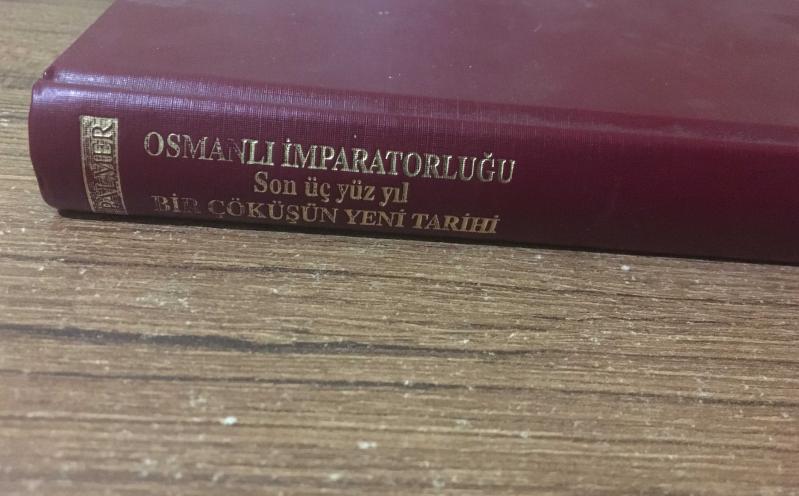 PALMER
OSMANLI İMPARATORLUĞU
Son üç yüz yıl
BİR ÇÖKÜŞÜN YENİ TARİHİ